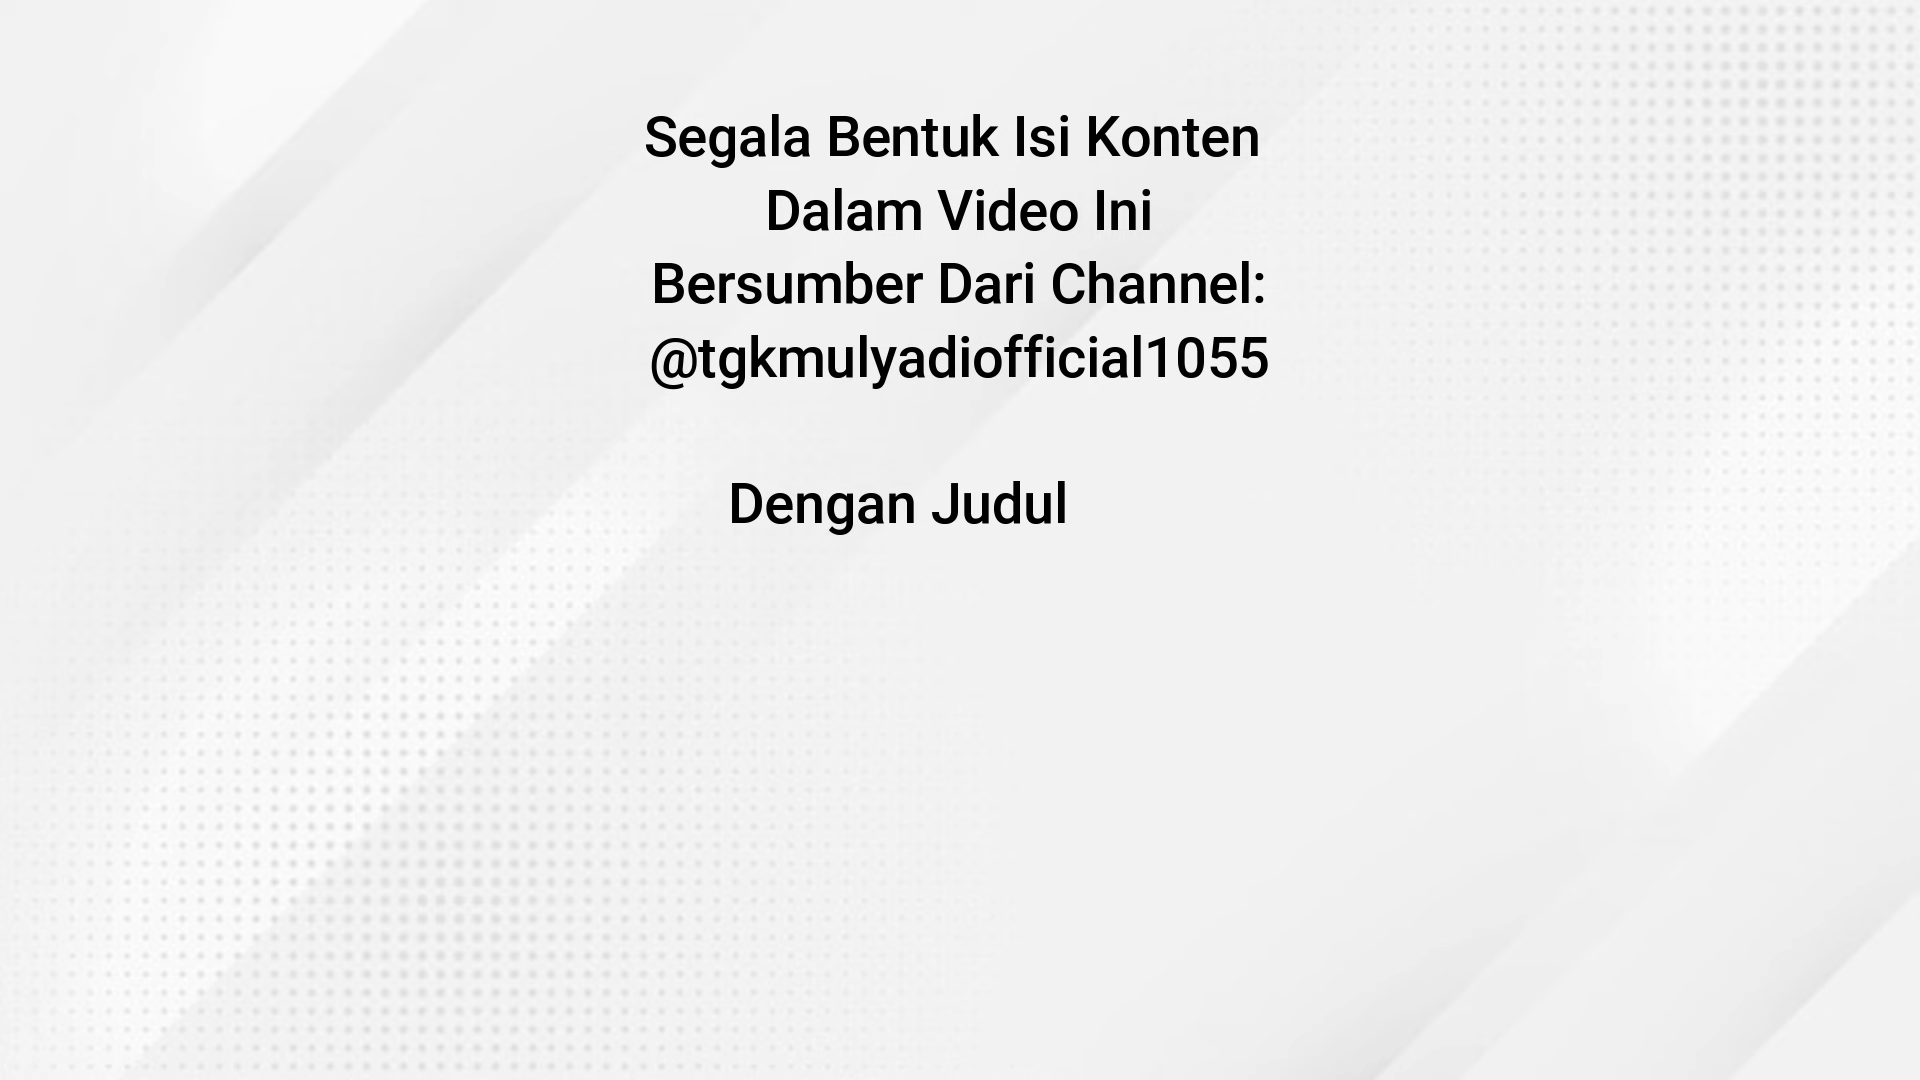 Segala Bentuk Isi Konten
Dalam Video Ini
Bersumber Dari Channel:
@tgkmulyadiofficial1055
Dengan Judul